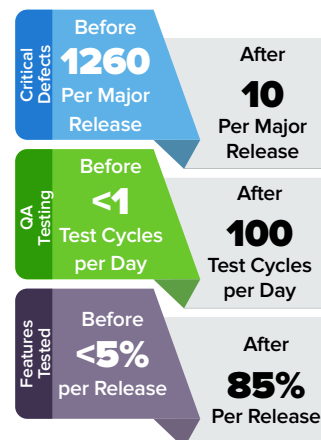 Critical
Defects
Before
1260
Per Major
Release
After
10
Per Major
Release
QA
Testing
Before
<1
Test Cycles
per Day
After
100
Test Cycles
per Day
Features
Tested
Before
<5%
per Release
After
85%
Per Release